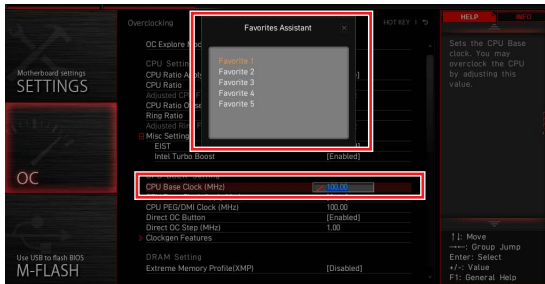 Overclocking
HOT KEY
HELP
INFO
Favorites Assistant
Favorite 1
Favorite 2
Favorite 3
Favorite 4
Favorite 5
Motherboard settings
SETTINGS
OC
Use USB to flash BIOS
M-FLASH
OC Explore
CPU Setting
CPU Ratio
CPU Ratio
Adjusted
CPU Ratio
Ring Ratio
Adjusted Ring
Misc Setting
EIST
Intel Turbo Boost [Enabled]
CPU Base Clock (MHz) 100.00
CPU PEG/DMI Clock (MHz) 100.00
Direct OC Button [Enabled]
Direct OC Step (MHz) 1.00
Clockgen Features
DRAM Setting
Extreme Memory Profile(XMP) [Disabled]
Sets the CPU Base
clock. You may
overclock the CPU
by adjusting this
value.
↑↓: Move
→←: Group Jump
Enter: Select
+/-: Value
F1: General Help